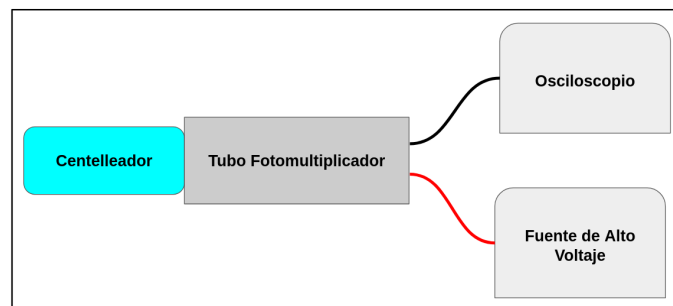 Centelleador
Tubo Fotomultiplicador
Osciloscopio
Fuente de Alto
Voltaje